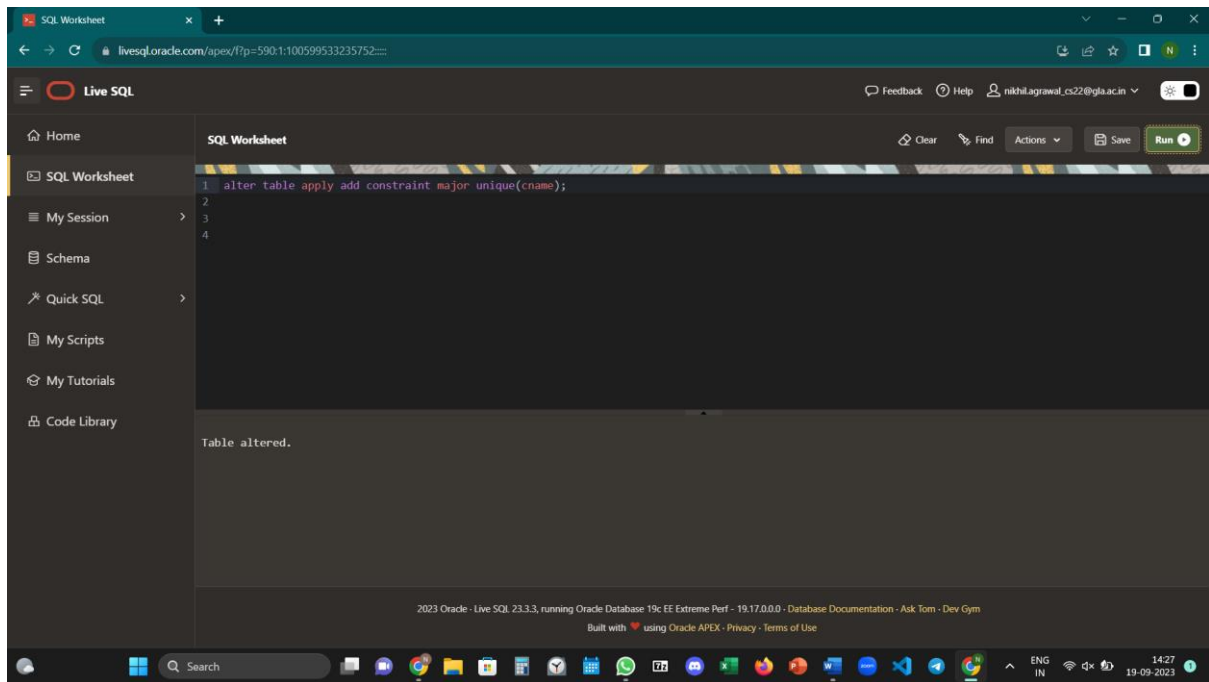 SQL Worksheet
livesql.oracle.com/apex/f?p=590:1:100599533235752:::::
N
Live SQL
Feedback Help nikhil.agrawal_cs22@gla.ac.in
Home
SQL Worksheet
My Session
Schema
Quick SQL
My Scripts
My Tutorials
Code Library
SQL Worksheet
Clear Find Actions Save Run
1 alter table apply add constraint major unique(cname);
2
3
4
Table altered.
2023 Oracle - Live SQL 23.3.3, running Oracle Database 19c EE Extreme Perf - 19.17.0.0.0 - Database Documentation - Ask Tom - Dev Gym
Built with ❤ using Oracle APEX - Privacy - Terms of Use
Search
ENG
IN
14:27
19-09-2023
1